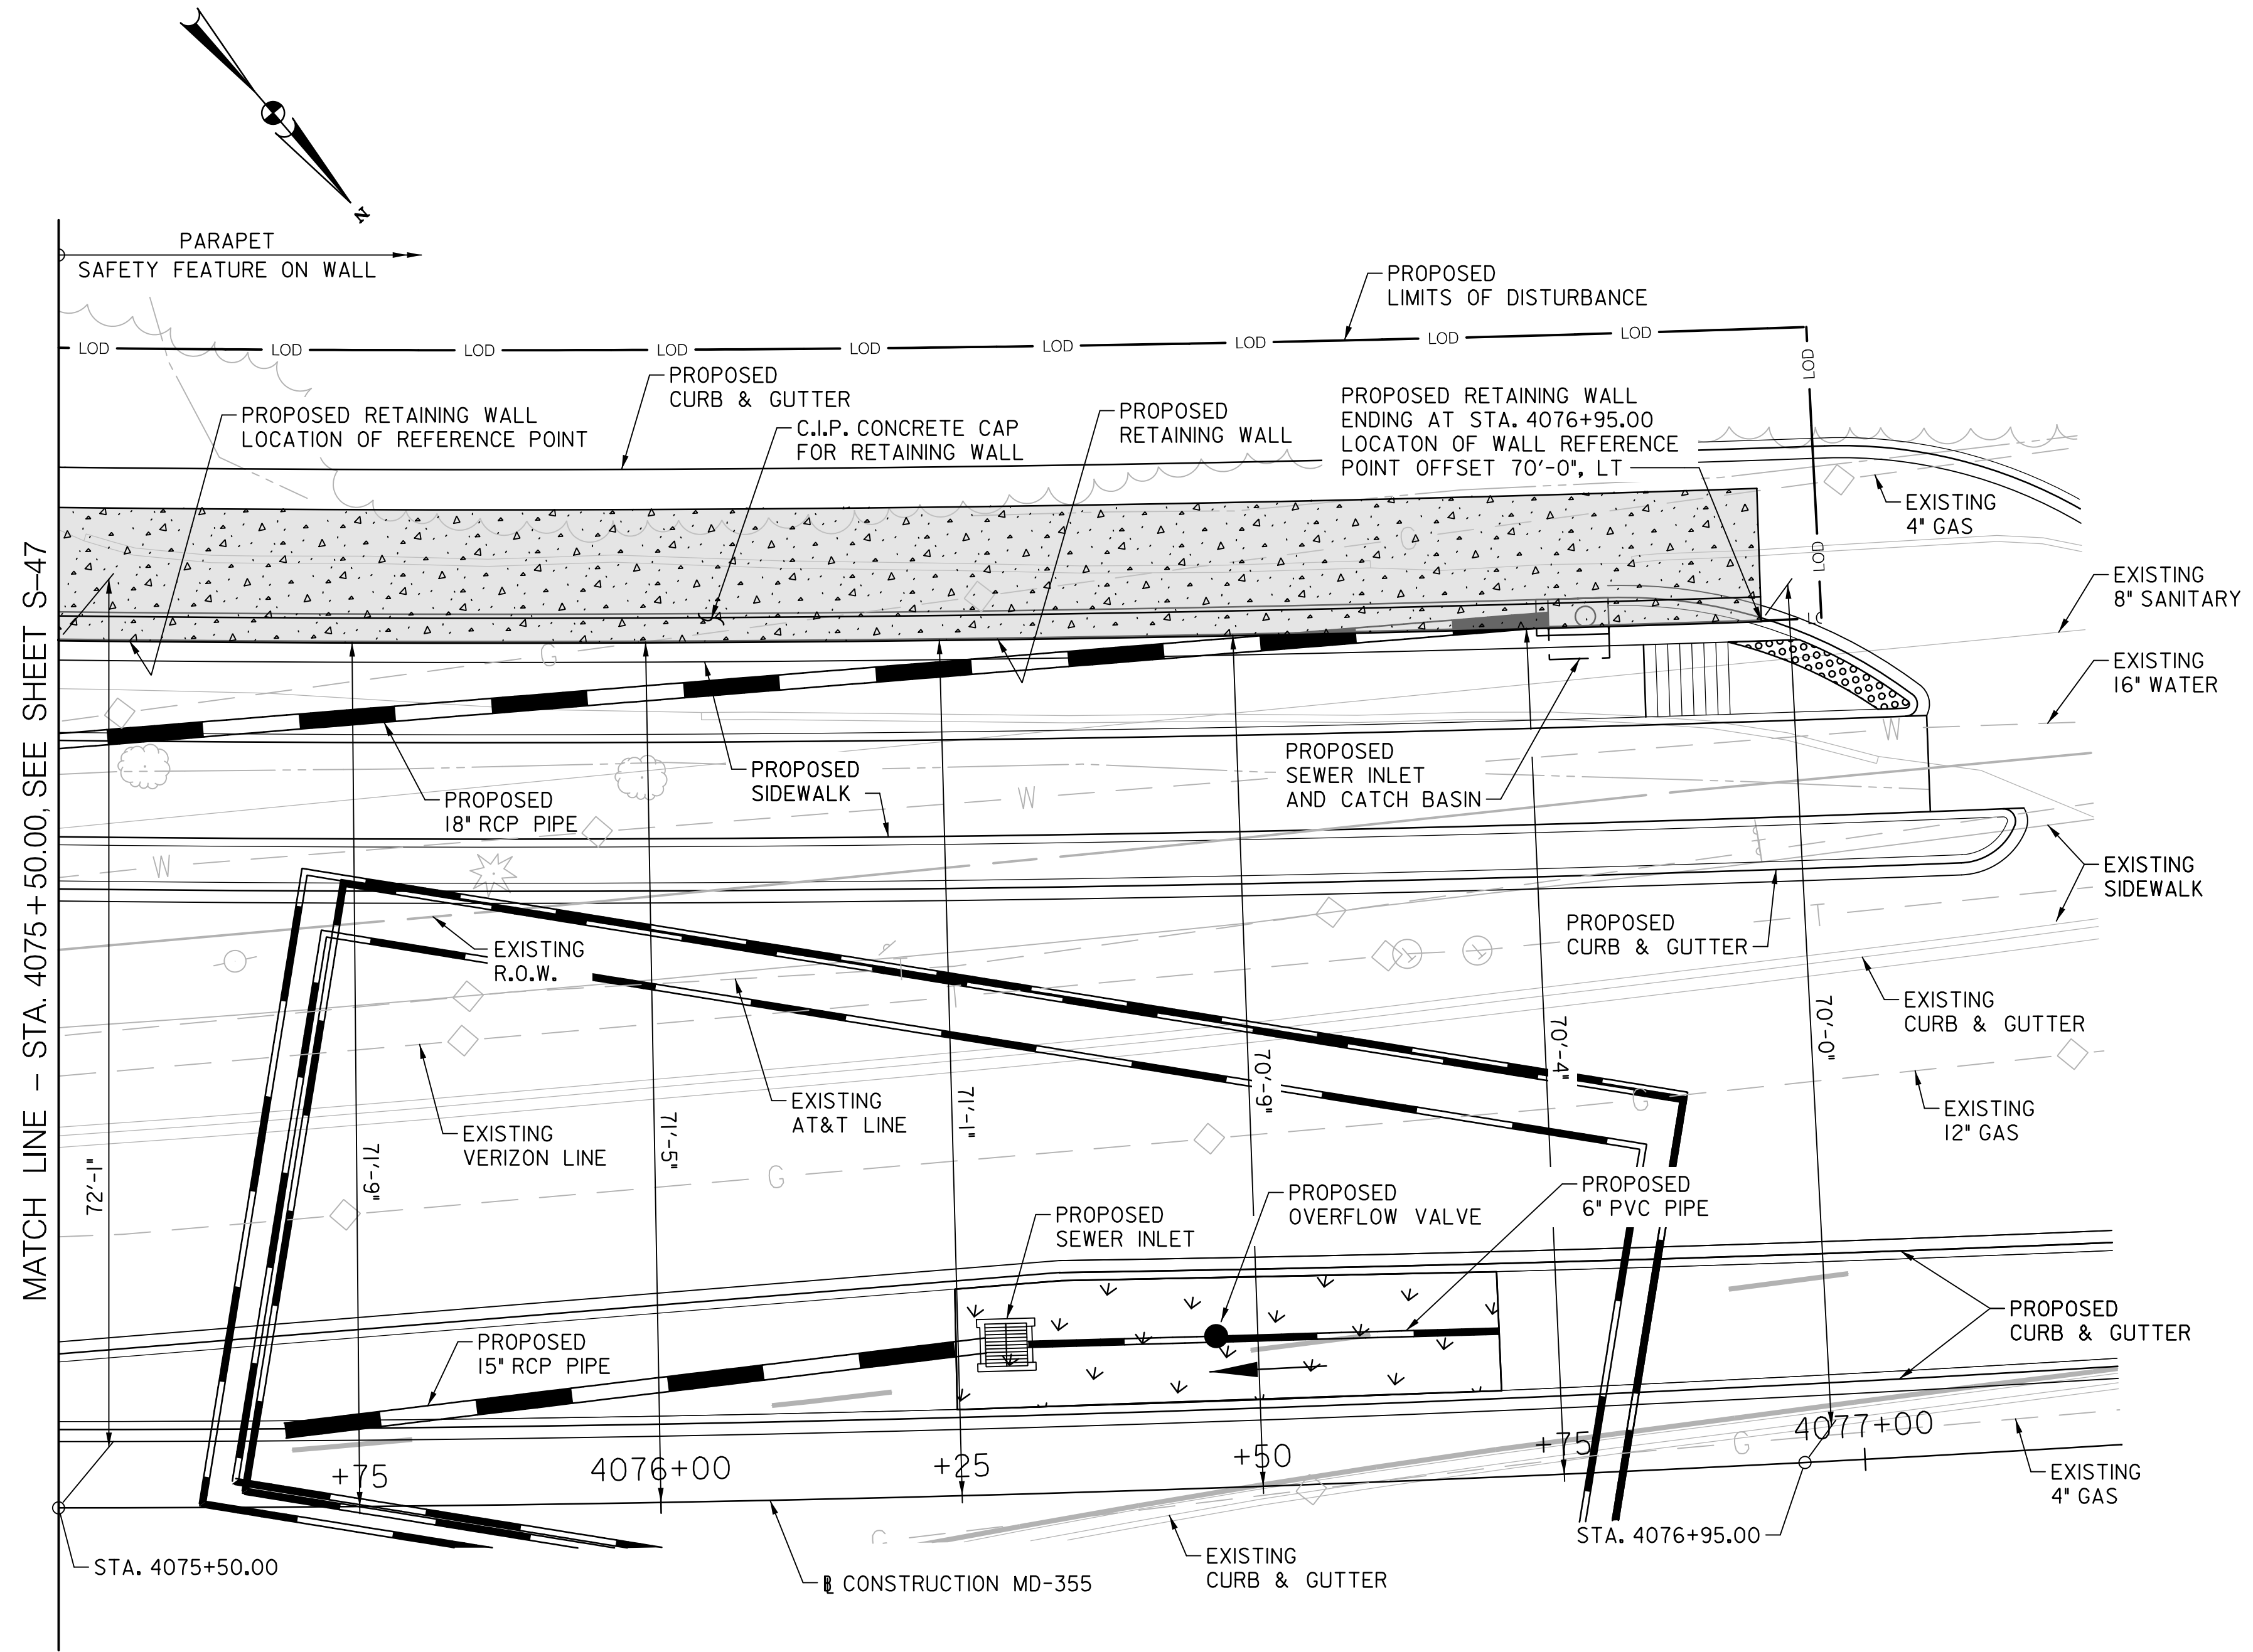 N
PARAPET
SAFETY FEATURE ON WALL
PROPOSED
LIMITS OF DISTURBANCE
LOD LOD LOD LOD LOD LOD LOD LOD LOD
LOD
LOD
PROPOSED
CURB & GUTTER
PROPOSED RETAINING WALL
LOCATION OF REFERENCE POINT
C.I.P. CONCRETE CAP
FOR RETAINING WALL
PROPOSED
RETAINING WALL
PROPOSED RETAINING WALL
ENDING AT STA. 4076+95.00
LOCATON OF WALL REFERENCE
POINT OFFSET 70'-0", LT
EXISTING
4" GAS
G
EXISTING
8" SANITARY
EXISTING
16" WATER
G
W
MATCH LINE – STA. 4075+50.00, SEE SHEET S-47
PROPOSED
18" RCP PIPE
PROPOSED
SIDEWALK
W
PROPOSED
SEWER INLET
AND CATCH BASIN
W
EXISTING
SIDEWALK
EXISTING
R.O.W.
T
T
PROPOSED
CURB & GUTTER
EXISTING
CURB & GUTTER
EXISTING
AT&T LINE
EXISTING
VERIZON LINE
G
G
EXISTING
12" GAS
72'-1"
71'-9"
71'-5"
71'-1"
70'-9"
70'-4"
70'-0"
PROPOSED
SEWER INLET
PROPOSED
OVERFLOW VALVE
PROPOSED
6" PVC PIPE
PROPOSED
15" RCP PIPE
PROPOSED
CURB & GUTTER
+75
4076+00
+25
+50
+75
4077+00
G
G
EXISTING
4" GAS
STA. 4075+50.00
BL CONSTRUCTION MD-355
EXISTING
CURB & GUTTER
STA. 4076+95.00